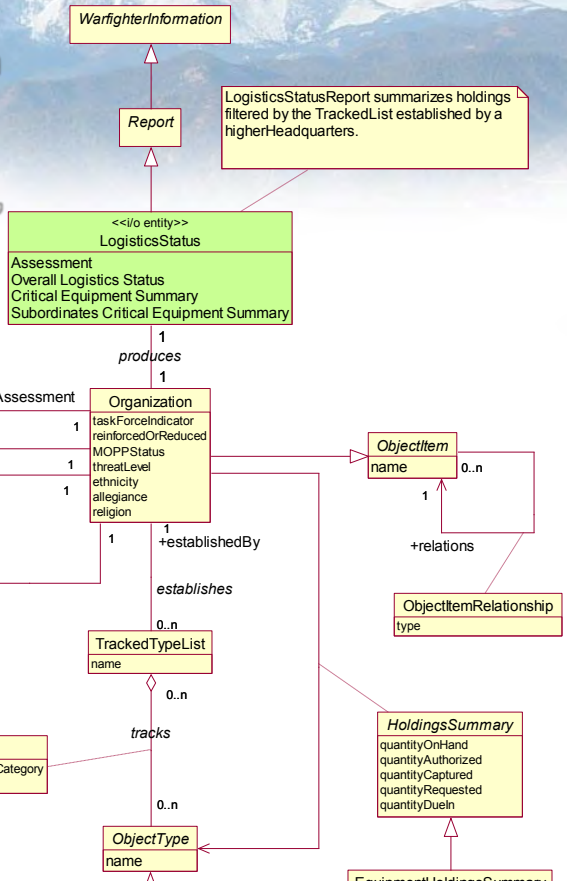 WarfighterInformation
Report
LogisticsStatusReport summarizes holdings
filtered by the TrackedList established by a
higherHeadquarters.
<<i/o entity>>
LogisticsStatus
Assessment
Overall Logistics Status
Critical Equipment Summary
Subordinates Critical Equipment Summary
1
produces
1
Assessment
Organization
taskForceIndicator
reinforcedOrReduced
MOPPStatus
threatLevel
ethnicity
allegiance
religion
1
1
1
1
ObjectItem
name
0..n
1
+relations
1
+establishedBy
establishes
0..n
ObjectItemRelationship
type
TrackedTypeList
name
0..n
tracks
Category
0..n
HoldingsSummary
quantityOnHand
quantityAuthorized
quantityCaptured
quantityRequested
quantityDueIn
ObjectType
name
EquipmentHoldingsSummary